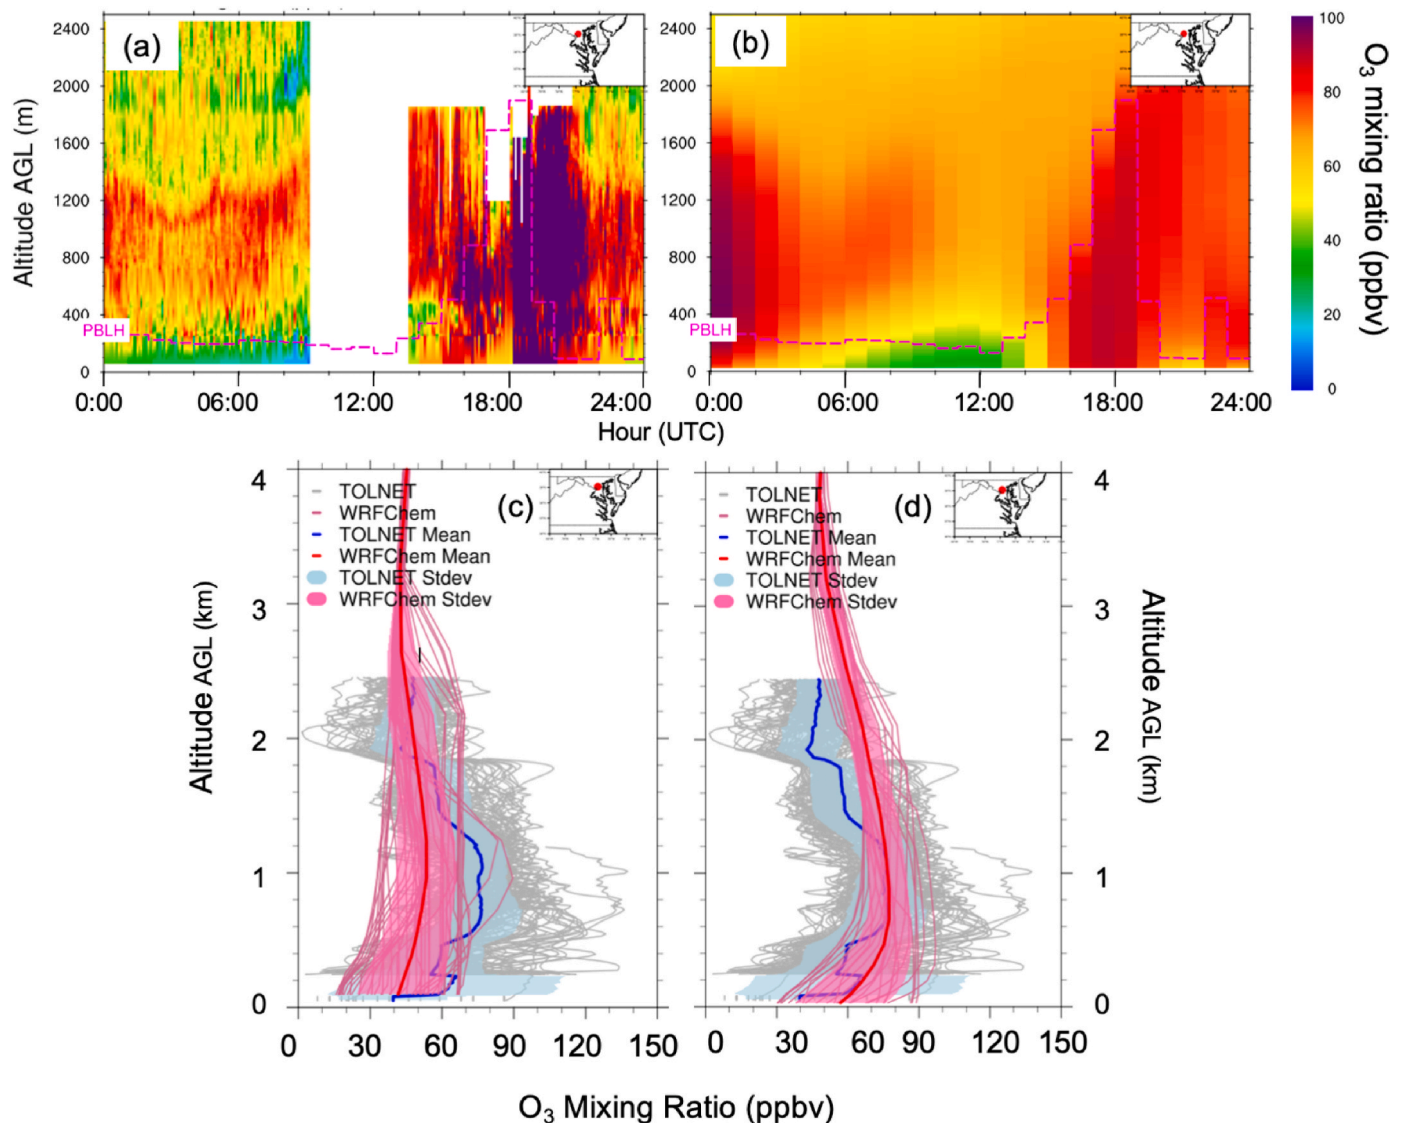 (a)
2400
2000
1600
1200
800
400
0
PBLH
Altitude AGL (m)
0:00 06:00 12:00 18:00 24:00
(b)
2400
2000
1600
1200
800
400
0
PBLH
0:00 06:00 12:00 18:00 24:00
Hour (UTC)
100
80
60
40
20
0
O3 mixing ratio (ppbv)
(c)
TOLNET
WRFChem
TOLNET Mean
WRFChem Mean
TOLNET Stdev
WRFChem Stdev
4
3
2
1
0
Altitude AGL (km)
0 30 60 90 120 150
(d)
TOLNET
WRFChem
TOLNET Mean
WRFChem Mean
TOLNET Stdev
WRFChem Stdev
4
3
2
1
0
Altitude AGL (km)
0 30 60 90 120 150
O3 Mixing Ratio (ppbv)